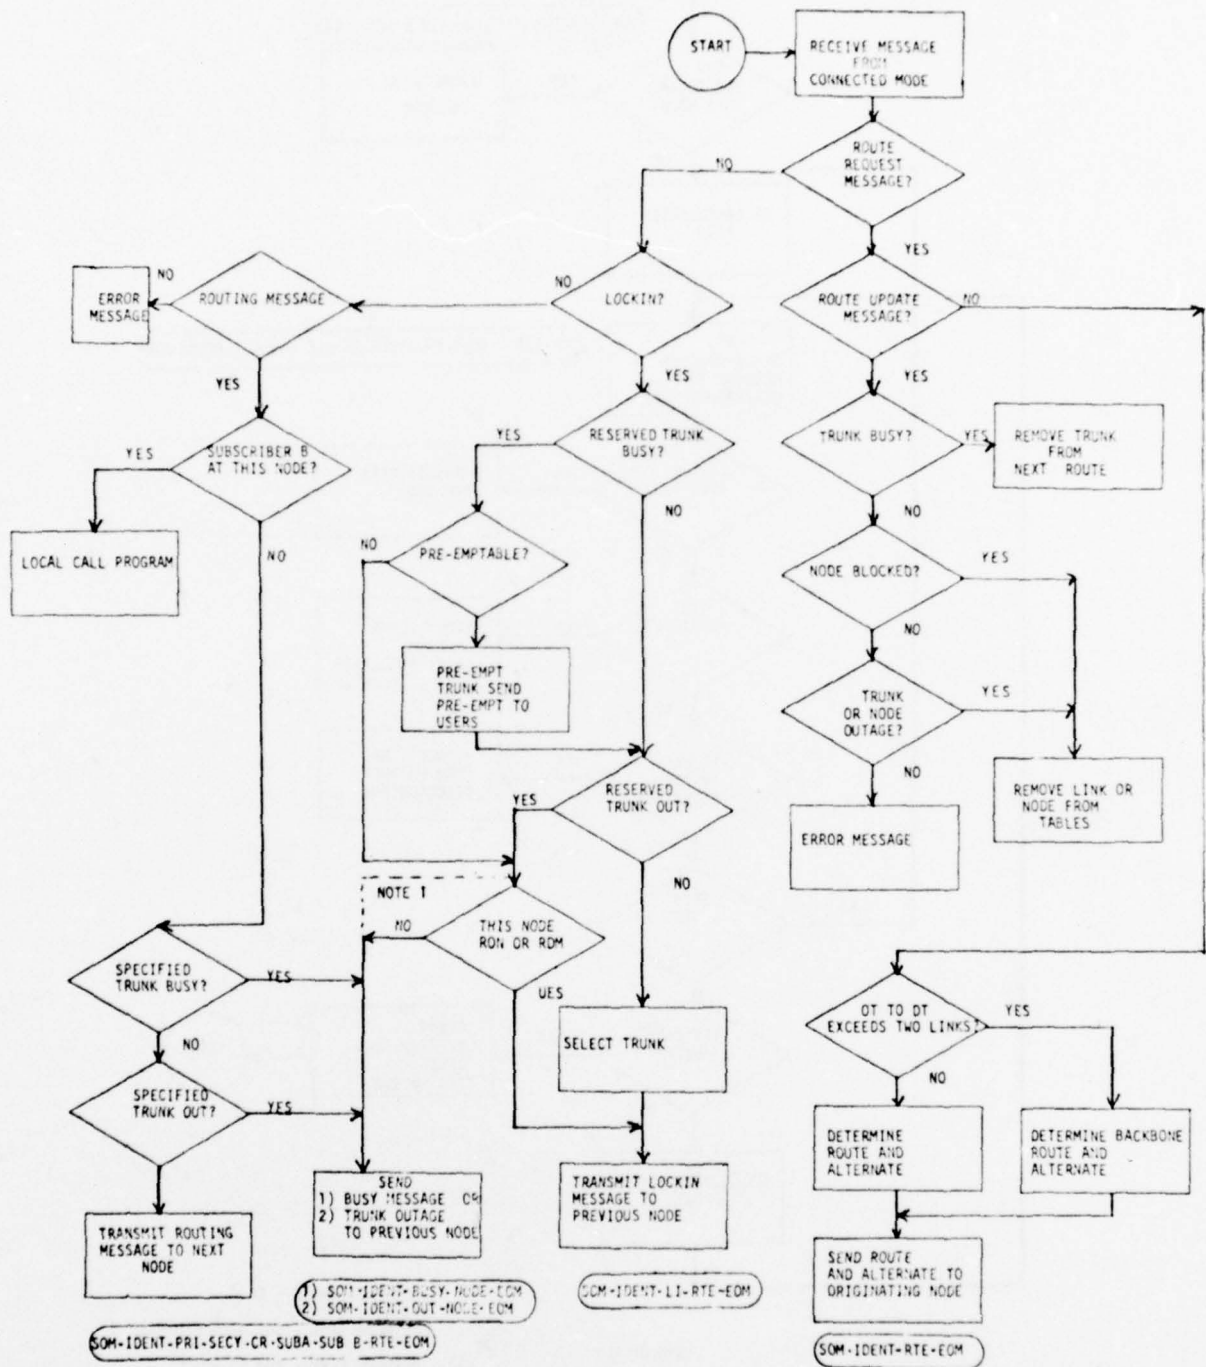 START
RECEIVE MESSAGE
FROM
CONNECTED MODE
ROUTE
REQUEST
MESSAGE?
NO
YES
ERROR
MESSAGE
NO
ROUTING MESSAGE
NO
LOCKIN?
ROUTE UPDATE
MESSAGE?
NO
YES
YES
YES
YES
SUBSCRIBER B
AT THIS NODE?
YES
RESERVED TRUNK
BUSY?
TRUNK BUSY?
YES
REMOVE TRUNK
FROM
NEXT ROUTE
NO
NO
LOCAL CALL PROGRAM
NO
NO
PRE-EMPTABLE?
NODE BLOCKED?
YES
NO
PRE-EMPT
TRUNK SEND
PRE-EMPT TO
USERS
TRUNK
OR NODE
OUTAGE?
YES
NO
YES
RESERVED
TRUNK OUT?
REMOVE LINK OR
NODE FROM
TABLES
ERROR MESSAGE
NOTE 1
NO
NO
THIS NODE
RON OR RDM
SPECIFIED
TRUNK BUSY?
YES
UES
OT TO DT
EXCEEDS TWO LINKS?
YES
NO
SELECT TRUNK
NO
SPECIFIED
TRUNK OUT?
YES
DETERMINE
ROUTE AND
ALTERNATE
DETERMINE BACKBONE
ROUTE AND
ALTERNATE
SEND
1) BUSY MESSAGE OR
2) TRUNK OUTAGE
TO PREVIOUS NODE
TRANSMIT LOCKIN
MESSAGE TO
PREVIOUS NODE
TRANSMIT ROUTING
MESSAGE TO NEXT
NODE
SEND ROUTE
AND ALTERNATE TO
ORIGINATING NODE
1) SOM-IDENT-BUSY-NODE-EOM
2) SOM-IDENT-OUT-NODE-EOM
SOM-IDENT-LI-RTE-EOM
SOM-IDENT-PRI-SECY-CR-SUBA-SUB B-RTE-EOM
SOM-IDENT-RTE-EOM